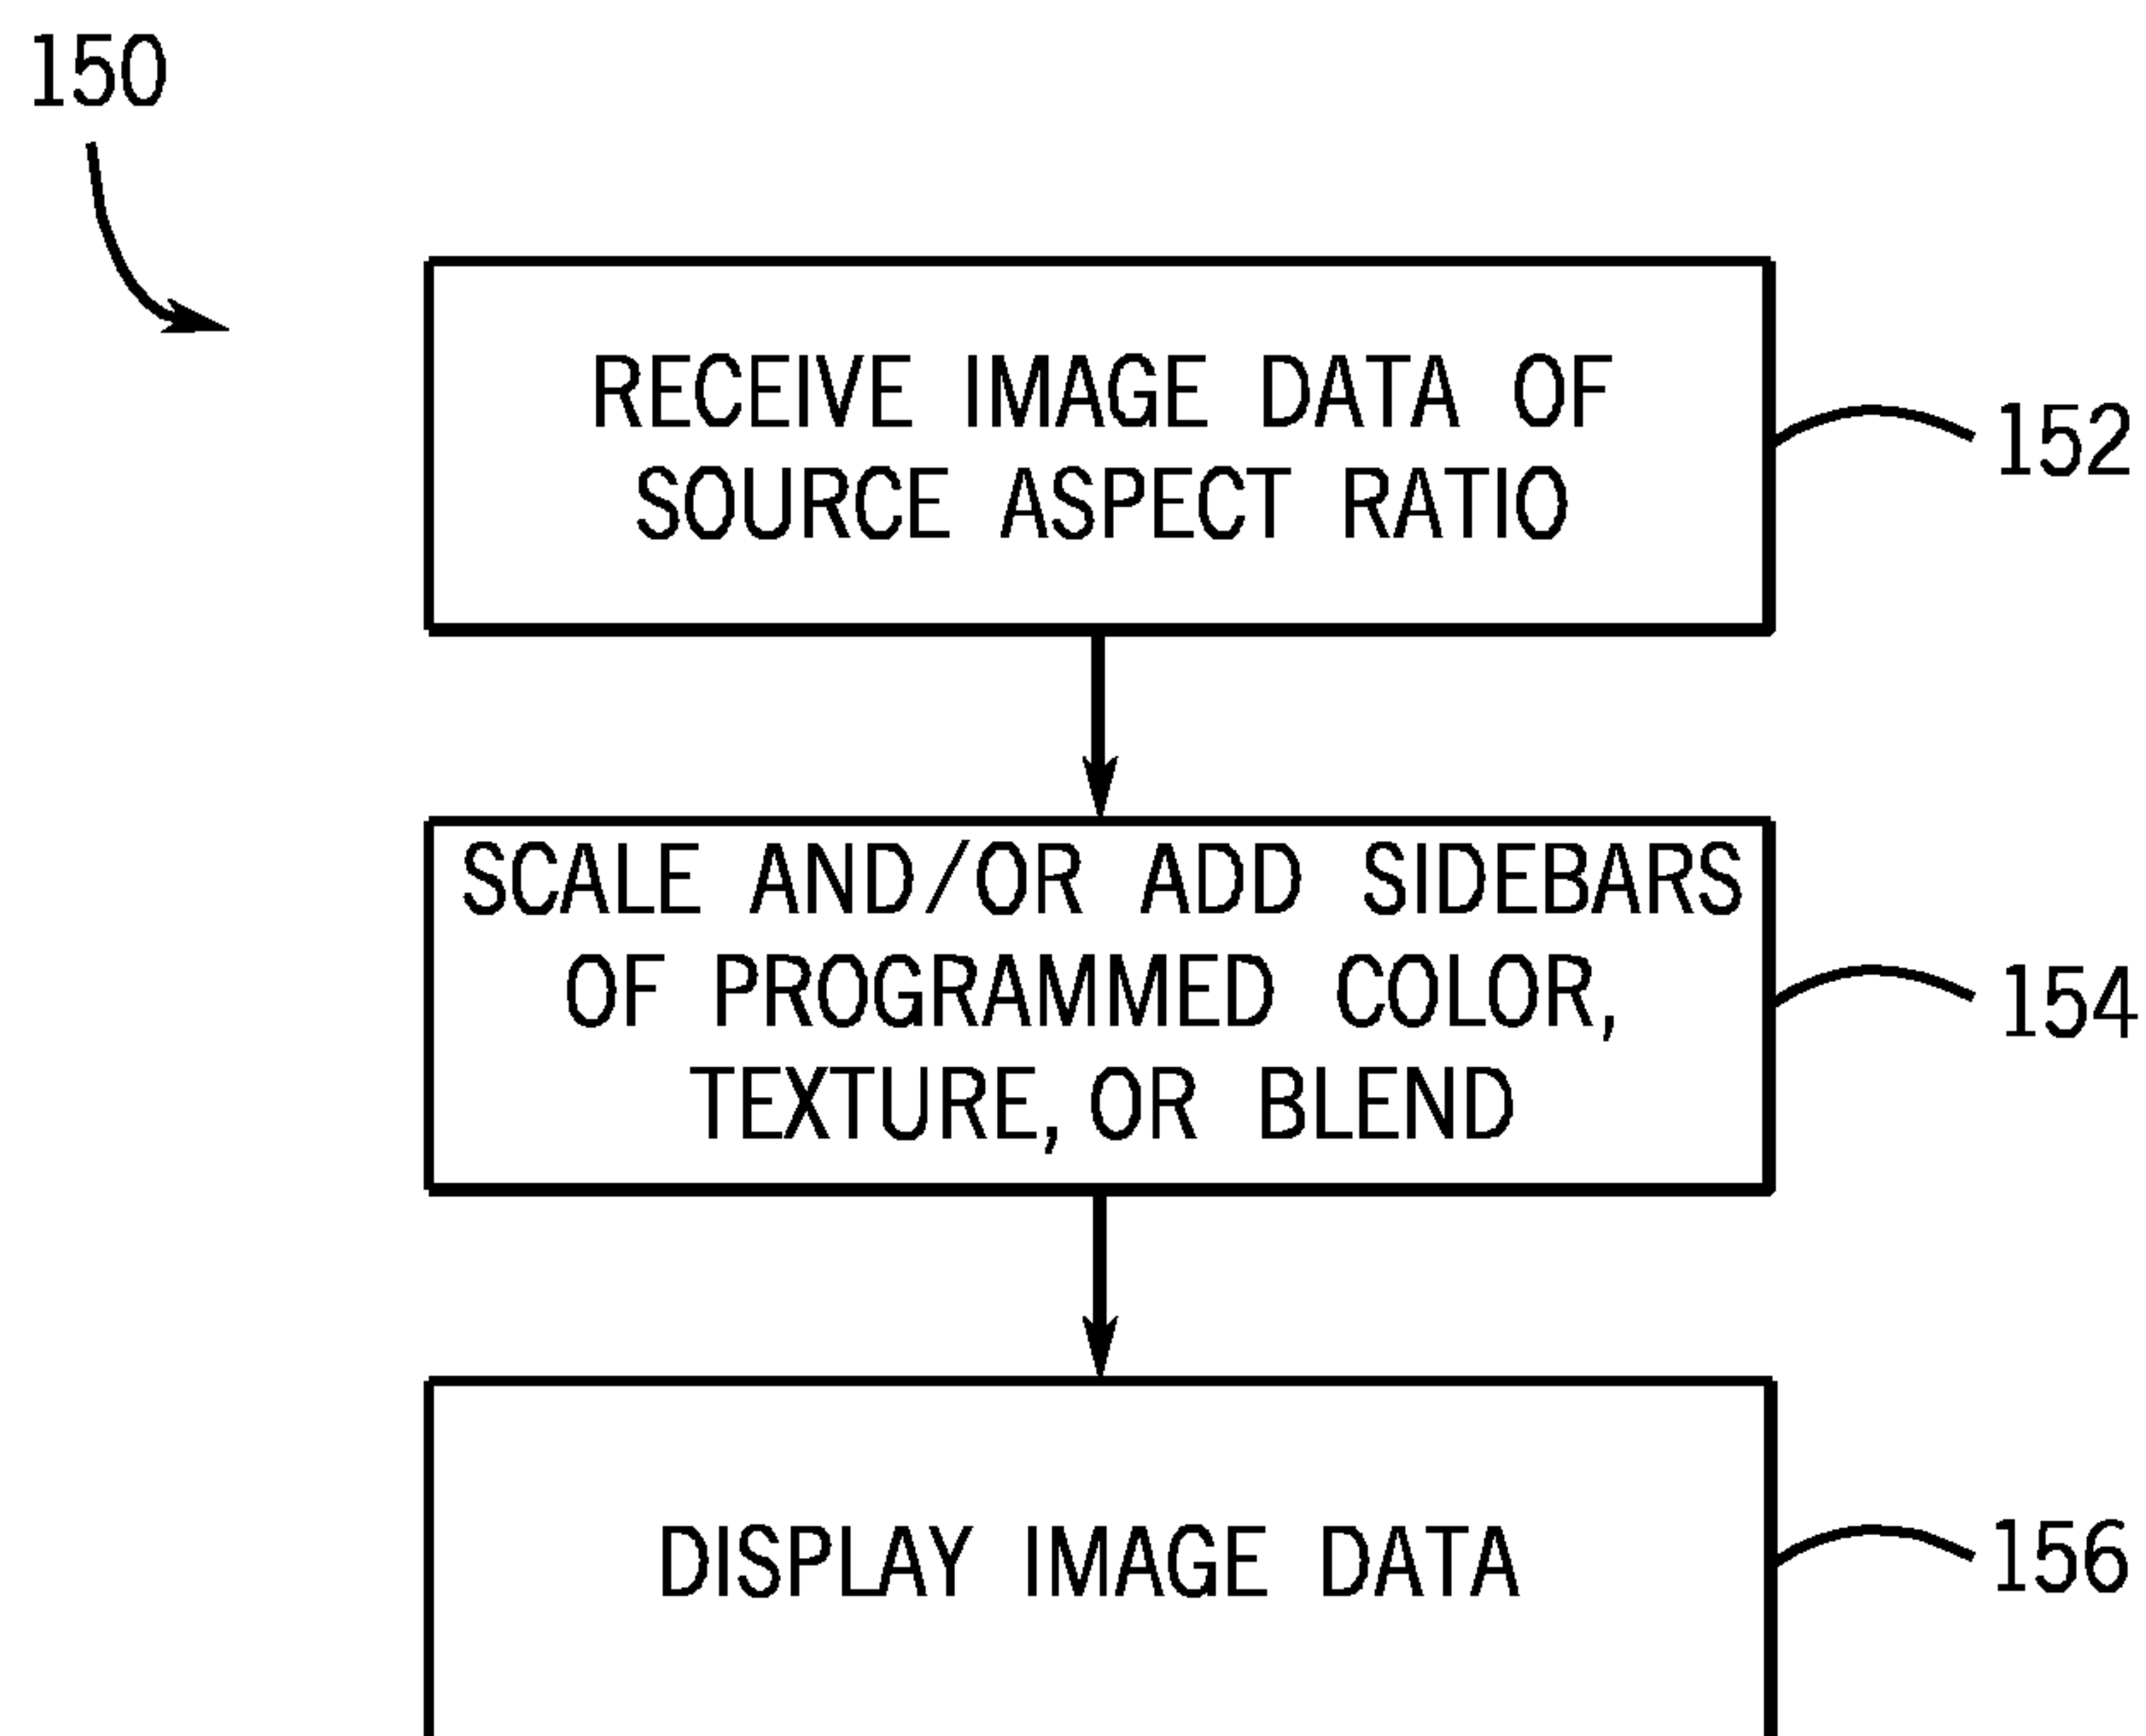 150
RECEIVE IMAGE DATA OF
SOURCE ASPECT RATIO
152
SCALE AND/OR ADD SIDEBARS
OF PROGRAMMED COLOR,
TEXTURE, OR BLEND
154
DISPLAY IMAGE DATA
156